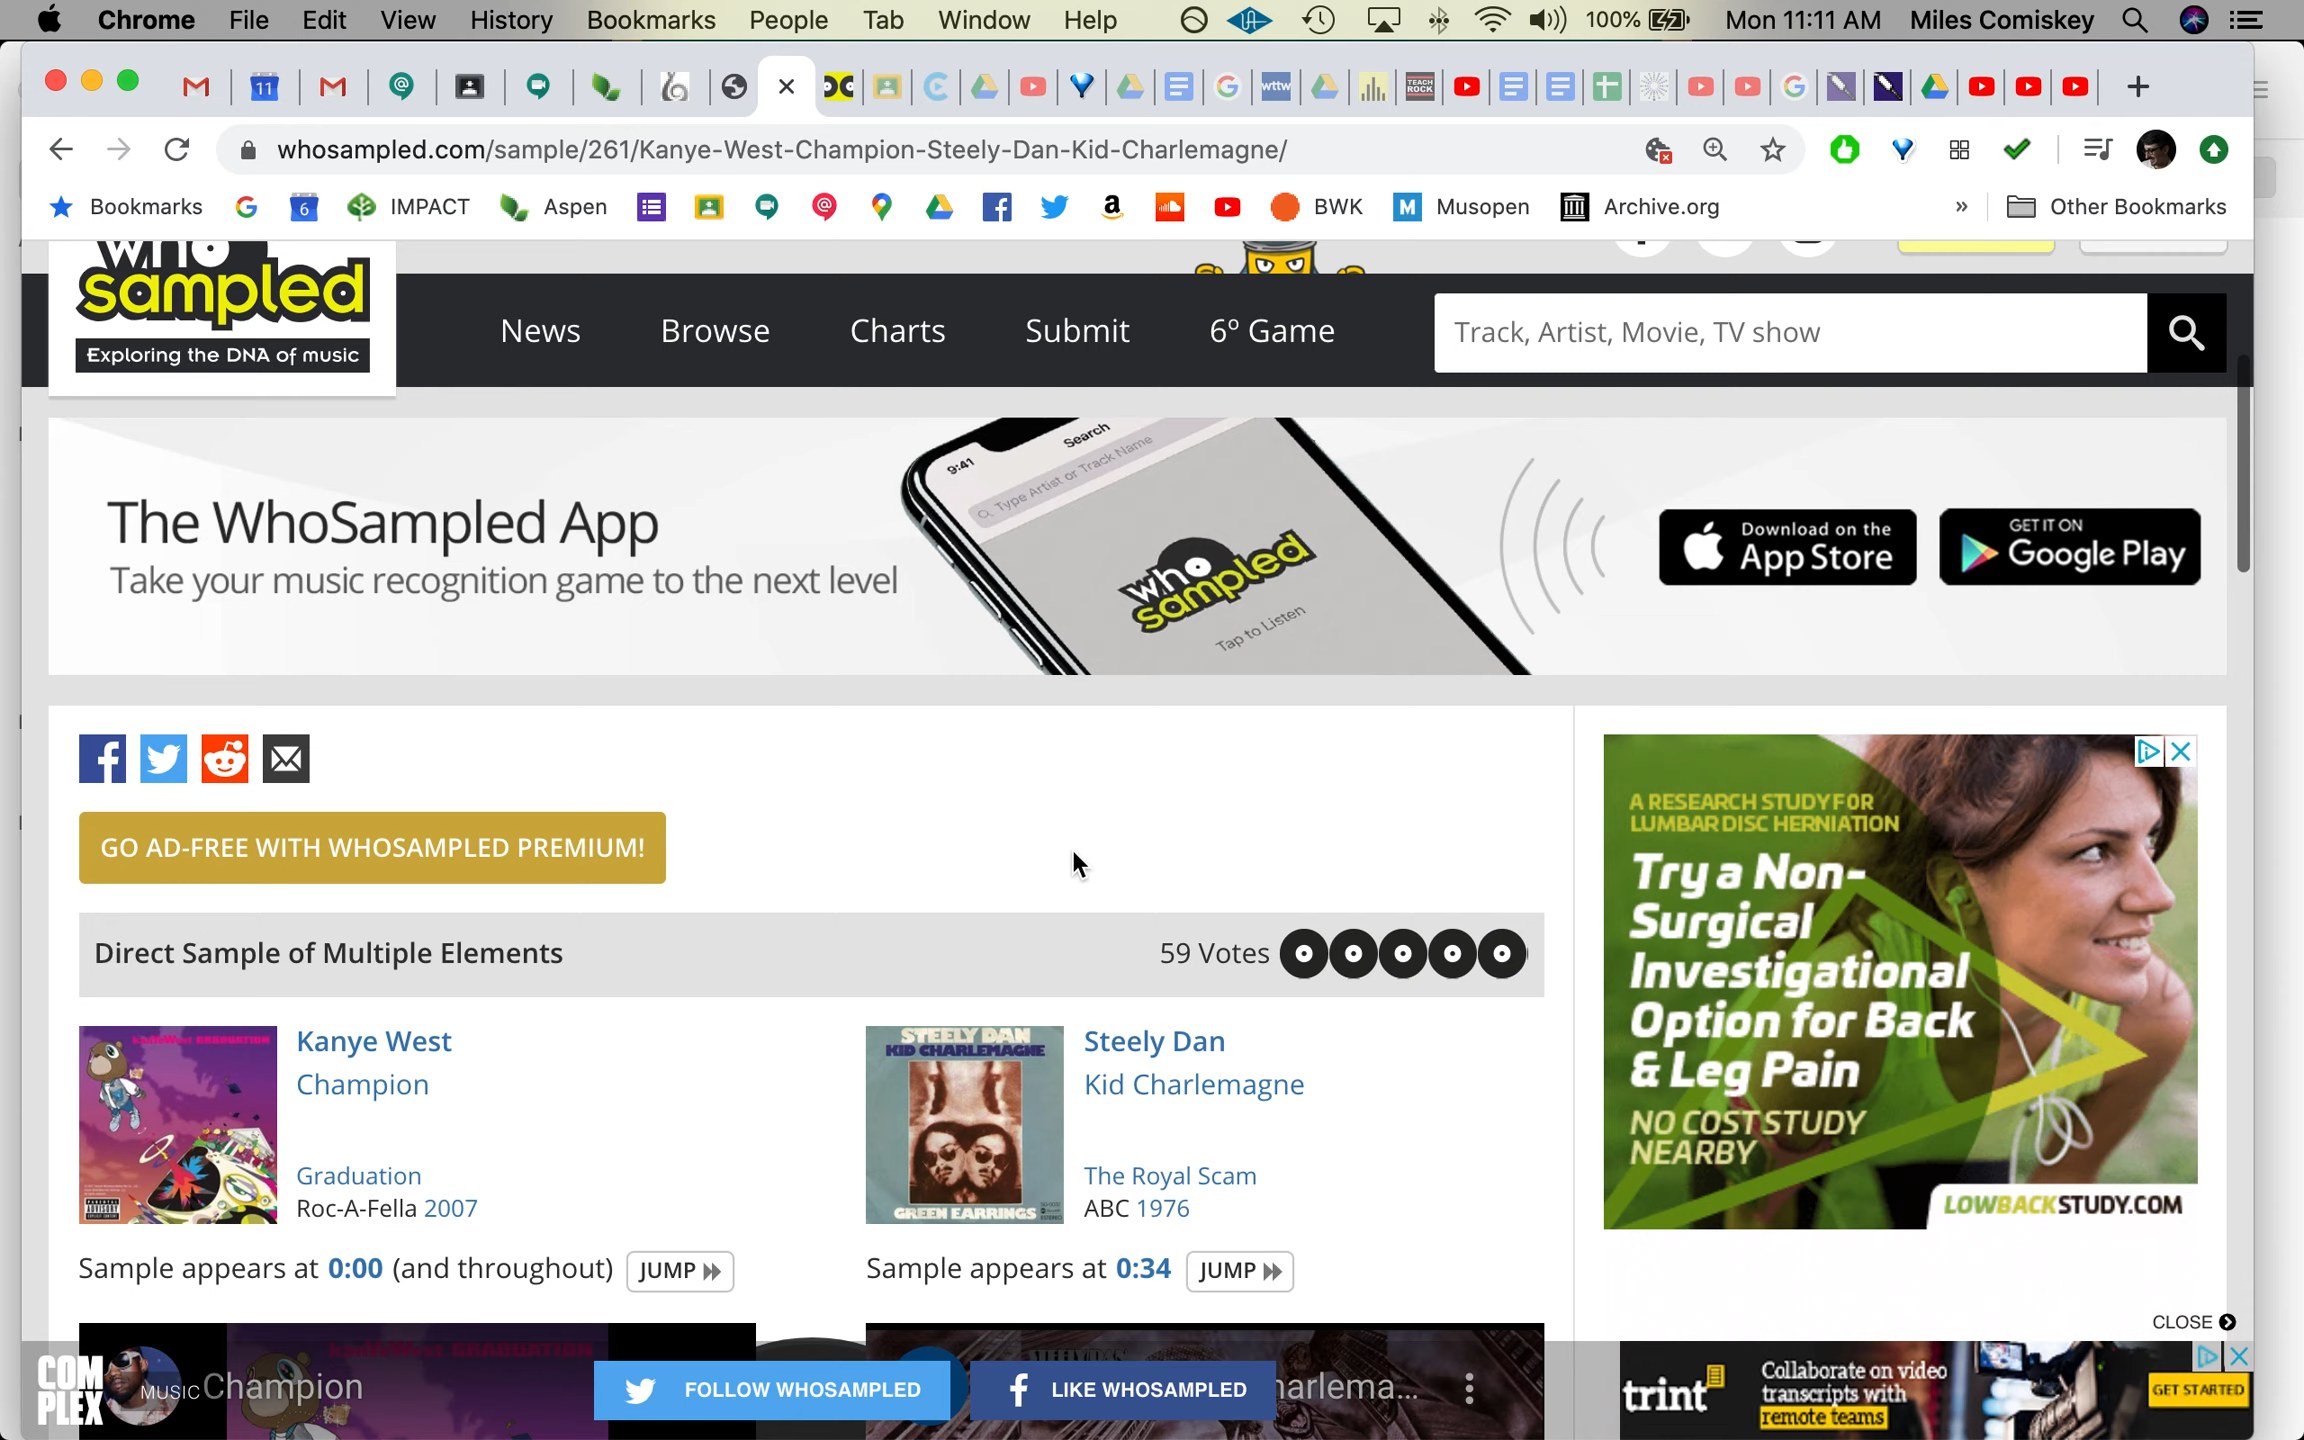 Chrome File Edit View History Bookmarks People Tab Window Help 100% Mon 11:11 AM Miles Comiskey
11 wttw TEACH ROCK
whosampled.com/sample/261/Kanye-West-Champion-Steely-Dan-Kid-Charlemagne/
Bookmarks 6 IMPACT Aspen BWK M Musopen Archive.org » Other Bookmarks
who
sampled
Exploring the DNA of music
News Browse Charts Submit 6º Game Track, Artist, Movie, TV show
The WhoSampled App
Take your music recognition game to the next level
9:41 Search
Type Artist or Track Name
who
sampled
Tap to Listen
Download on the
App Store
GET IT ON
Google Play
GO AD-FREE WITH WHOSAMPLED PREMIUM!
Direct Sample of Multiple Elements 59 Votes
Kanye West
Champion
Graduation
Roc-A-Fella 2007
STEELY DAN
KID CHARLEMAGNE
GREEN EARRINGS
Steely Dan
Kid Charlemagne
The Royal Scam
ABC 1976
Sample appears at 0:00 (and throughout) JUMP
Sample appears at 0:34 JUMP
A RESEARCH STUDY FOR
LUMBAR DISC HERNIATION
Try a Non-
Surgical
Investigational
Option for Back
& Leg Pain
NO COST STUDY
NEARBY
LOWBACKSTUDY.COM
CLOSE
COM
PLEX
MUSIC Champion
FOLLOW WHOSAMPLED
LIKE WHOSAMPLED
harlema...
trint
Collaborate on video
transcripts with
remote teams
GET STARTED